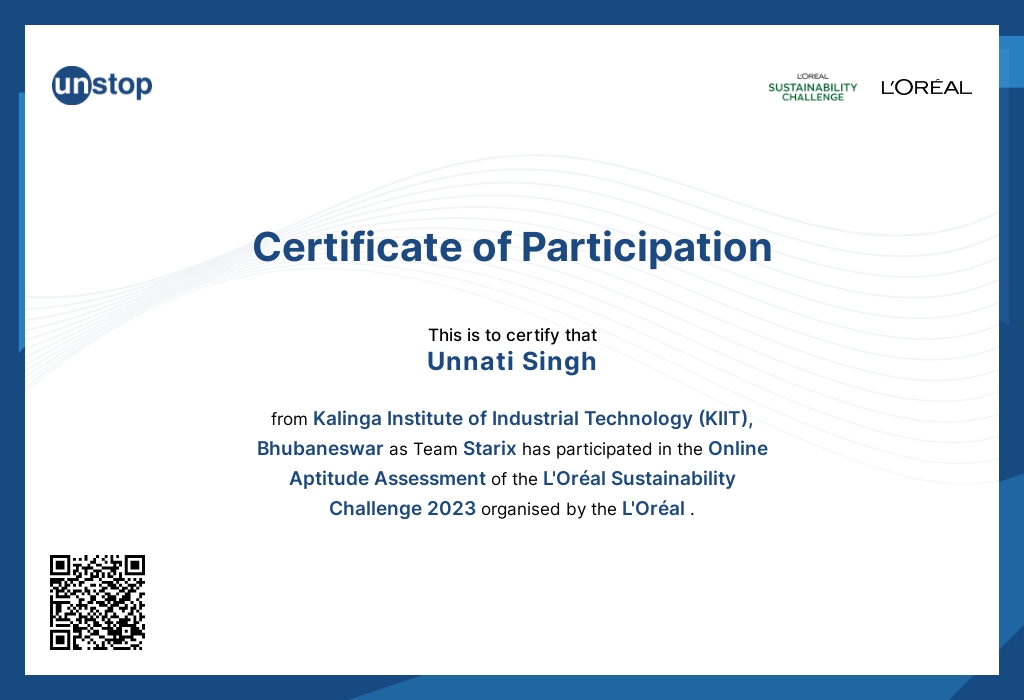 unstop
L'ORÉAL
SUSTAINABILITY
CHALLENGE
L'ORÉAL
Certificate of Participation
This is to certify that
Unnati Singh
from Kalinga Institute of Industrial Technology (KIIT),
Bhubaneswar as Team Starix has participated in the Online
Aptitude Assessment of the L'Oréal Sustainability
Challenge 2023 organised by the L'Oréal .